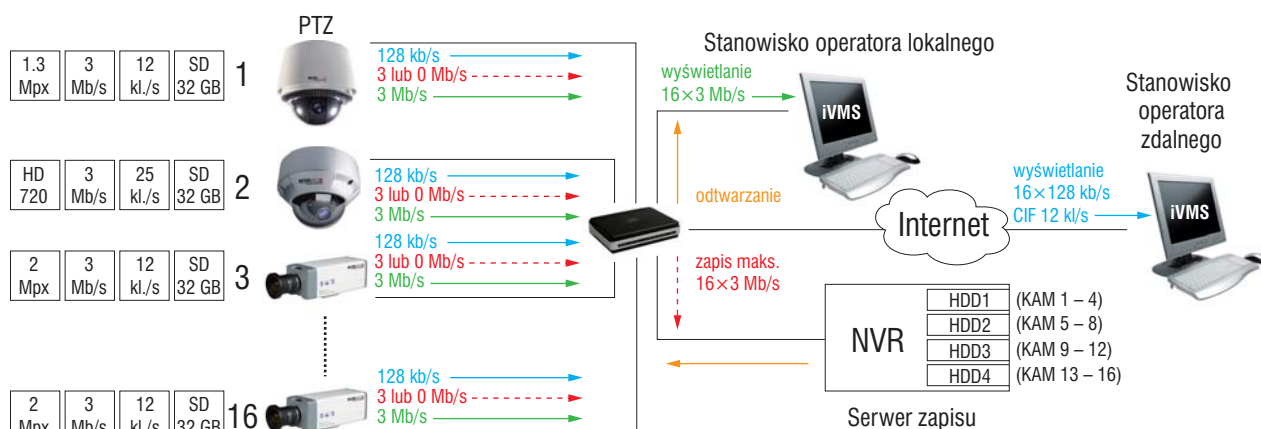 PTZ
1.3 Mpx
3 Mb/s
12 kl./s
SD 32 GB
1
128 kb/s
3 lub 0 Mb/s
3 Mb/s
HD 720
3 Mb/s
25 kl./s
SD 32 GB
2
128 kb/s
3 lub 0 Mb/s
3 Mb/s
2 Mpx
3 Mb/s
12 kl./s
SD 32 GB
3
128 kb/s
3 lub 0 Mb/s
3 Mb/s
2 Mpx
3 Mb/s
12 kl./s
SD 32 GB
16
128 kb/s
3 lub 0 Mb/s
3 Mb/s
Stanowisko operatora lokalnego
wyświetlanie
16×3 Mb/s
iVMS
odtwarzanie
zapis maks.
16×3 Mb/s
Internet
wyświetlanie
16×128 kb/s
CIF 12 kl/s
Stanowisko
operatora
zdalnego
iVMS
NVR
HDD1 (KAM 1 – 4)
HDD2 (KAM 5 – 8)
HDD3 (KAM 9 – 12)
HDD4 (KAM 13 – 16)
Serwer zapisu